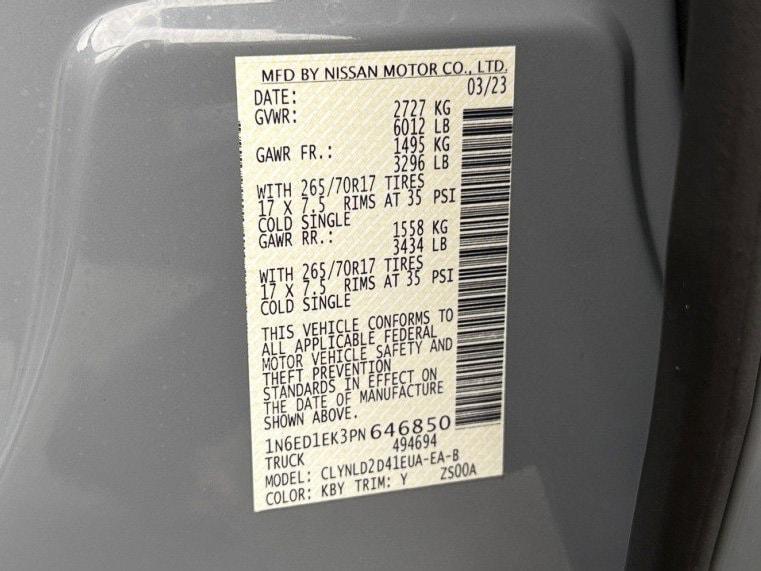 MFD BY NISSAN MOTOR CO., LTD.
DATE: 03/23
GVWR: 2727 KG
6012 LB
GAWR FR.: 1495 KG
3296 LB
WITH 265/70R17 TIRES
17 X 7.5 RIMS AT 35 PSI
COLD SINGLE
GAWR RR.: 1558 KG
3434 LB
WITH 265/70R17 TIRES
17 X 7.5 RIMS AT 35 PSI
COLD SINGLE
THIS VEHICLE CONFORMS TO
ALL APPLICABLE FEDERAL
MOTOR VEHICLE SAFETY AND
THEFT PREVENTION
STANDARDS IN EFFECT ON
THE DATE OF MANUFACTURE
SHOWN ABOVE.
1N6ED1EK3PN646850
TRUCK 494694
MODEL: CLYNLD2D41EUA-EA-B
COLOR: KBY TRIM: Y ZS00A